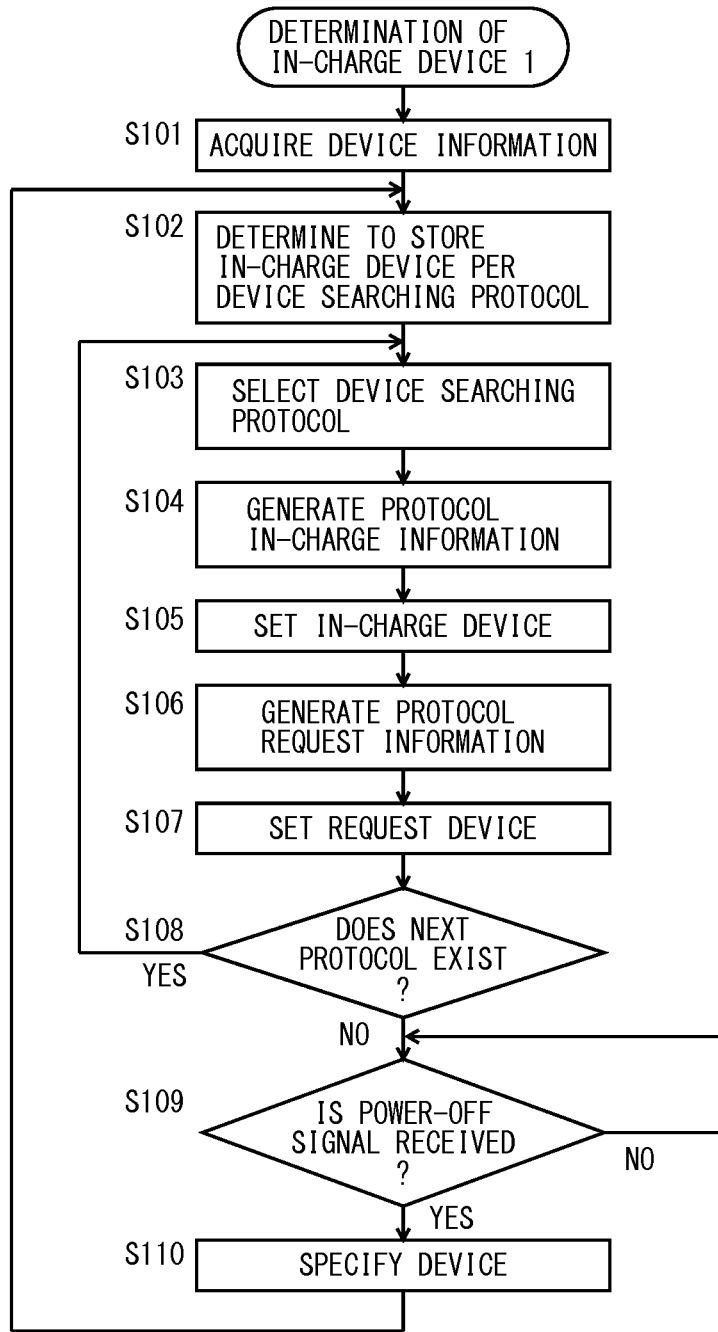 DETERMINATION OF
IN-CHARGE DEVICE 1
S101
ACQUIRE DEVICE INFORMATION
S102
DETERMINE TO STORE
IN-CHARGE DEVICE PER
DEVICE SEARCHING PROTOCOL
S103
SELECT DEVICE SEARCHING
PROTOCOL
S104
GENERATE PROTOCOL
IN-CHARGE INFORMATION
S105
SET IN-CHARGE DEVICE
S106
GENERATE PROTOCOL
REQUEST INFORMATION
S107
SET REQUEST DEVICE
S108
DOES NEXT
PROTOCOL EXIST
?
YES
NO
S109
IS POWER-OFF
SIGNAL RECEIVED
?
NO
YES
S110
SPECIFY DEVICE